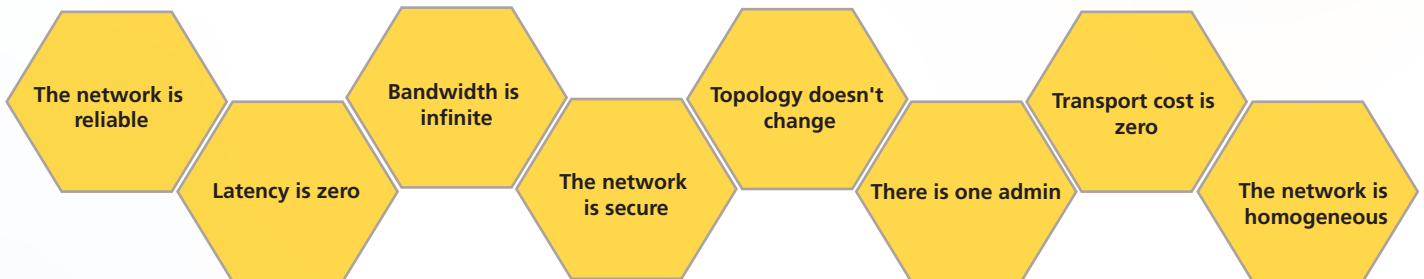 The network is
reliable
Latency is zero
Bandwidth is
infinite
The network
is secure
Topology doesn't
change
There is one admin
Transport cost is
zero
The network is
homogeneous